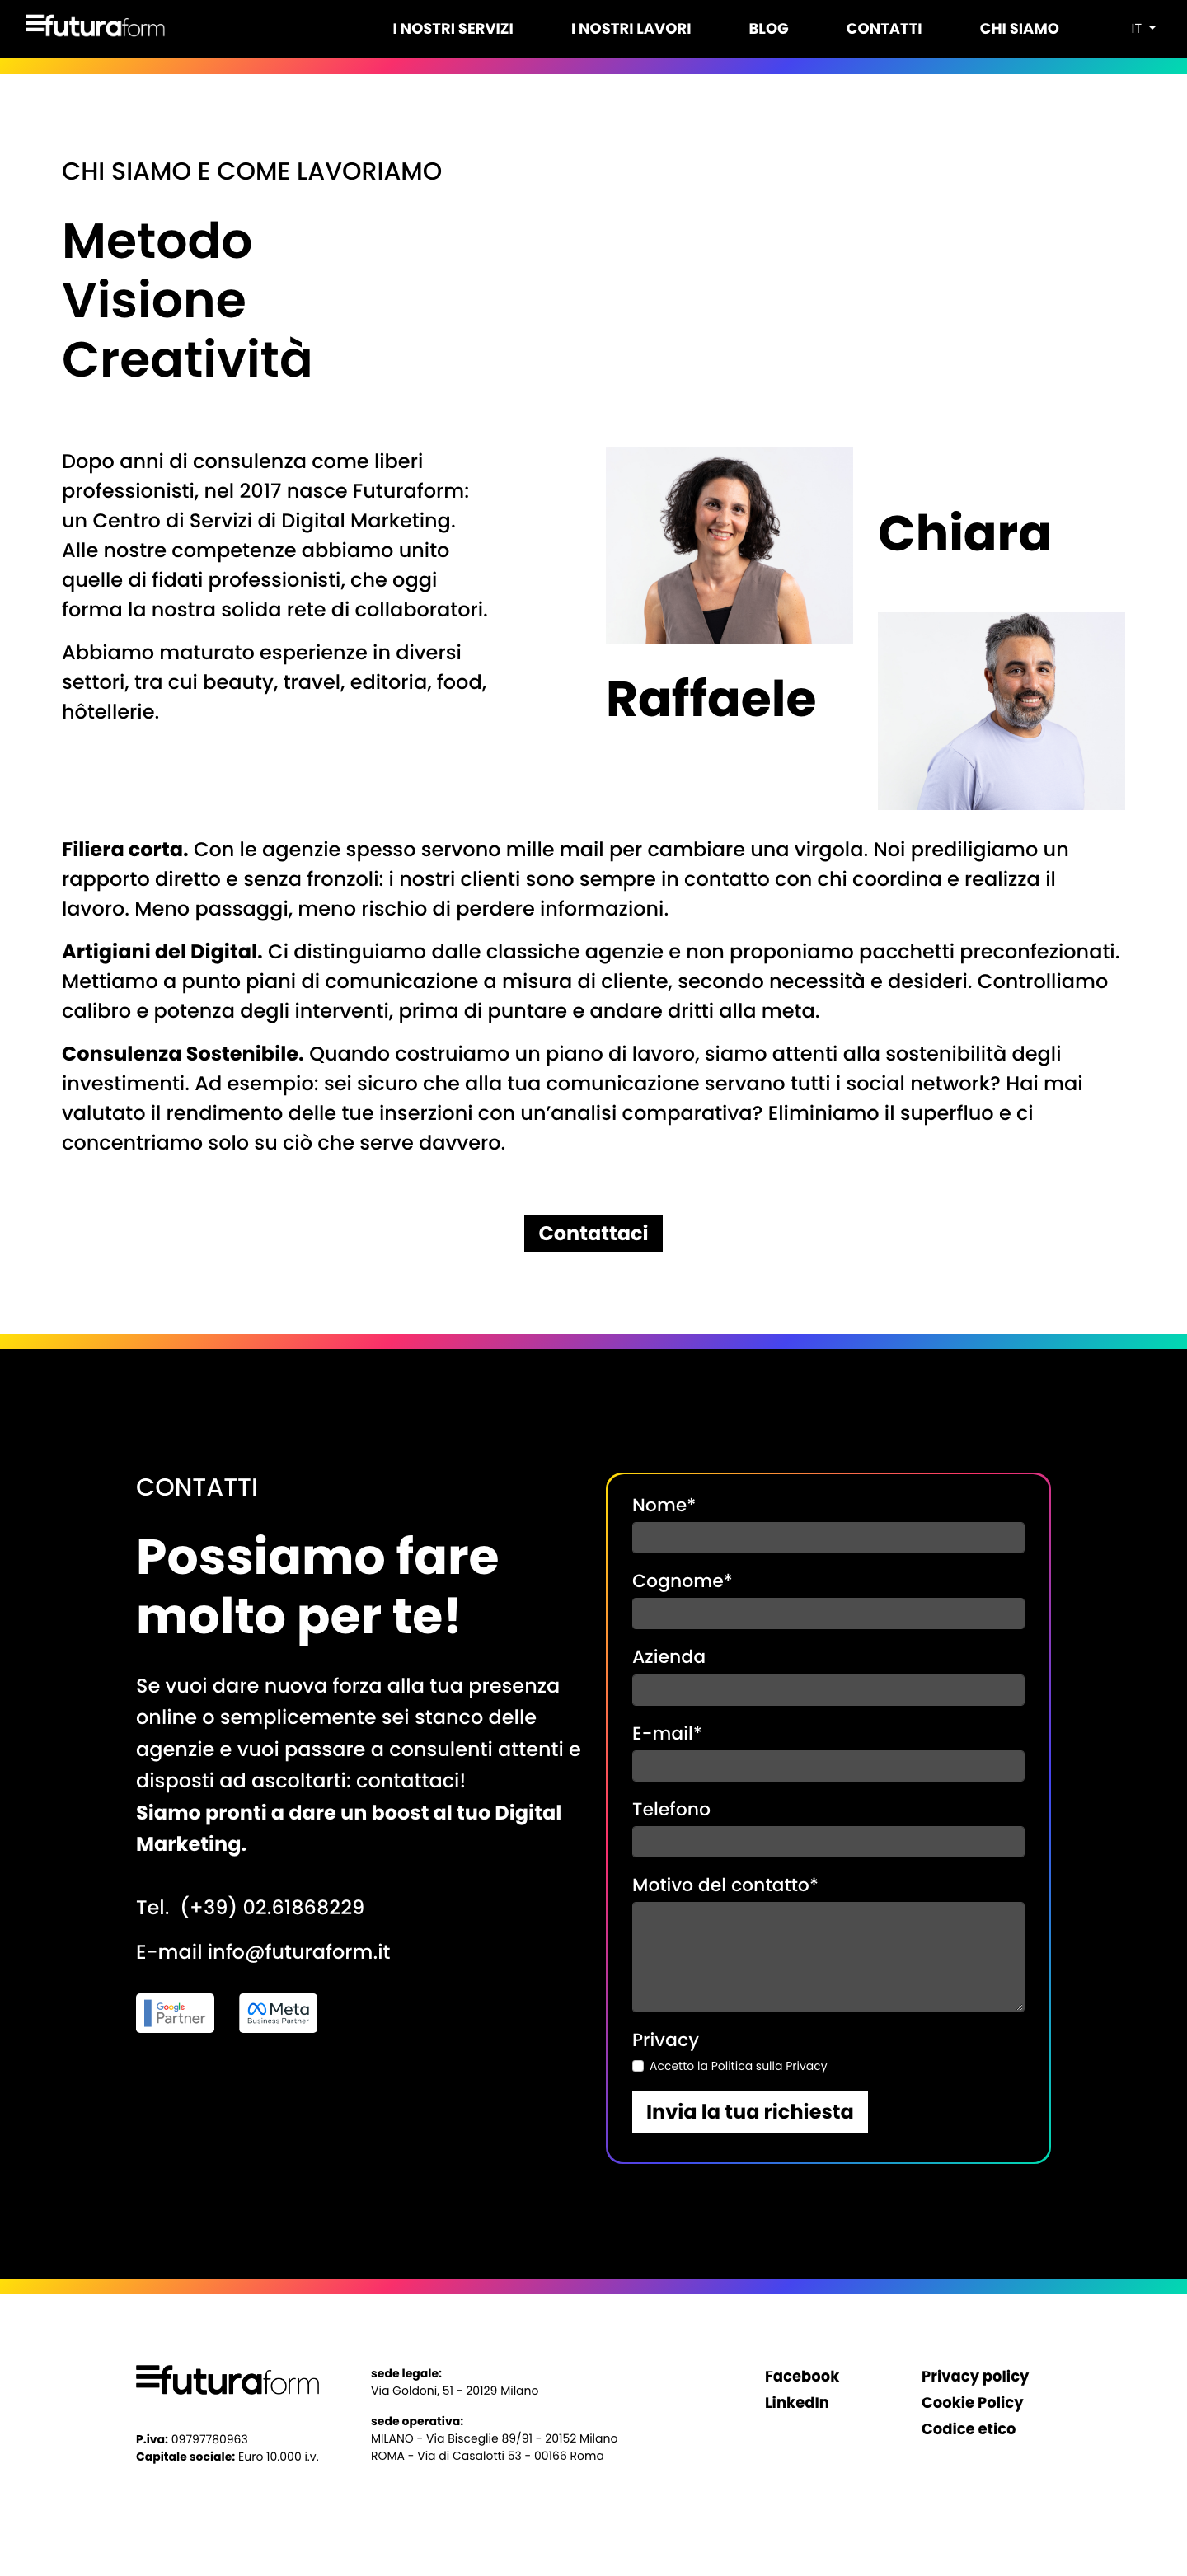 futuraform
I NOSTRI SERVIZI
I NOSTRI LAVORI
BLOG
CONTATTI
CHI SIAMO
IT
CHI SIAMO E COME LAVORIAMO
Metodo
Visione
Creatività
Dopo anni di consulenza come liberi
professionisti, nel 2017 nasce Futuraform:
un Centro di Servizi di Digital Marketing.
Alle nostre competenze abbiamo unito
quelle di fidati professionisti, che oggi
forma la nostra solida rete di collaboratori.
Abbiamo maturato esperienze in diversi
settori, tra cui beauty, travel, editoria, food,
hôtellerie.
Chiara
Raffaele
Filiera corta. Con le agenzie spesso servono mille mail per cambiare una virgola. Noi prediligiamo un
rapporto diretto e senza fronzoli: i nostri clienti sono sempre in contatto con chi coordina e realizza il
lavoro. Meno passaggi, meno rischio di perdere informazioni.
Artigiani del Digital. Ci distinguiamo dalle classiche agenzie e non proponiamo pacchetti preconfezionati.
Mettiamo a punto piani di comunicazione a misura di cliente, secondo necessità e desideri. Controlliamo
calibro e potenza degli interventi, prima di puntare e andare dritti alla meta.
Consulenza Sostenibile. Quando costruiamo un piano di lavoro, siamo attenti alla sostenibilità degli
investimenti. Ad esempio: sei sicuro che alla tua comunicazione servano tutti i social network? Hai mai
valutato il rendimento delle tue inserzioni con un’analisi comparativa? Eliminiamo il superfluo e ci
concentriamo solo su ciò che serve davvero.
Contattaci
CONTATTI
Possiamo fare
molto per te!
Se vuoi dare nuova forza alla tua presenza
online o semplicemente sei stanco delle
agenzie e vuoi passare a consulenti attenti e
disposti ad ascoltarti: contattaci!
Siamo pronti a dare un boost al tuo Digital
Marketing.
Tel. (+39) 02.61868229
E-mail info@futuraform.it
Google
Partner
Meta
Business Partner
Nome*
Cognome*
Azienda
E-mail*
Telefono
Motivo del contatto*
Privacy
Accetto la Politica sulla Privacy
Invia la tua richiesta
futuraform
P.iva: 09797780963
Capitale sociale: Euro 10.000 i.v.
sede legale:
Via Goldoni, 51 - 20129 Milano
sede operativa:
MILANO - Via Bisceglie 89/91 - 20152 Milano
ROMA - Via di Casalotti 53 - 00166 Roma
Facebook
LinkedIn
Privacy policy
Cookie Policy
Codice etico